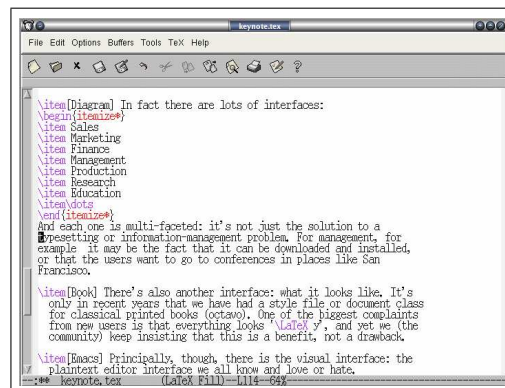 keynote.tex
File Edit Options Buffers Tools TeX Help
\item[Diagram] In fact there are lots of interfaces:
\begin{itemize*}
\item Sales
\item Marketing
\item Finance
\item Management
\item Production
\item Research
\item Education
\item\dots
\end{itemize*}
And each one is multi-faceted: it's not just the solution to a
typesetting or information-management problem. For management, for
example it may be the fact that it can be downloaded and installed,
or that the users want to go to conferences in places like San
Francisco.
\item[Book] There's also another interface: what it looks like. It's
only in recent years that we have had a style file or document class
for classical printed books (octavo). One of the biggest complaints
from new users is that everything looks '\LaTeX y', and yet we (the
community) keep insisting that this is a benefit, not a drawback.
\item[Emacs] Principally, though, there is the visual interface: the
plaintext editor interface we all know and love or hate.
--:** keynote.tex (LaTeX Fill)--L114--64%--------------------